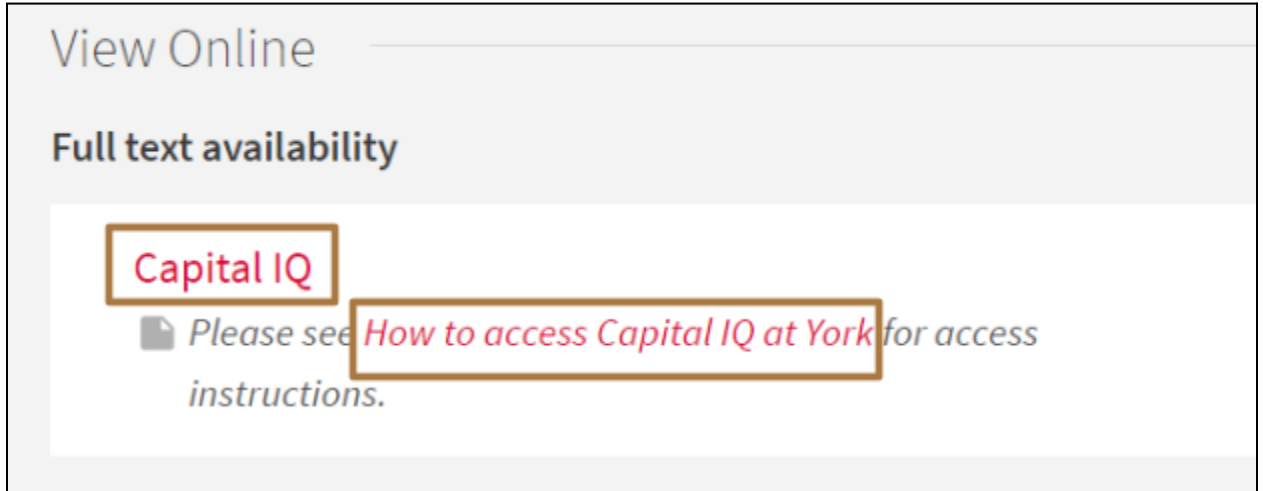 View Online
Full text availability
Capital IQ
Please see How to access Capital IQ at York for access
instructions.